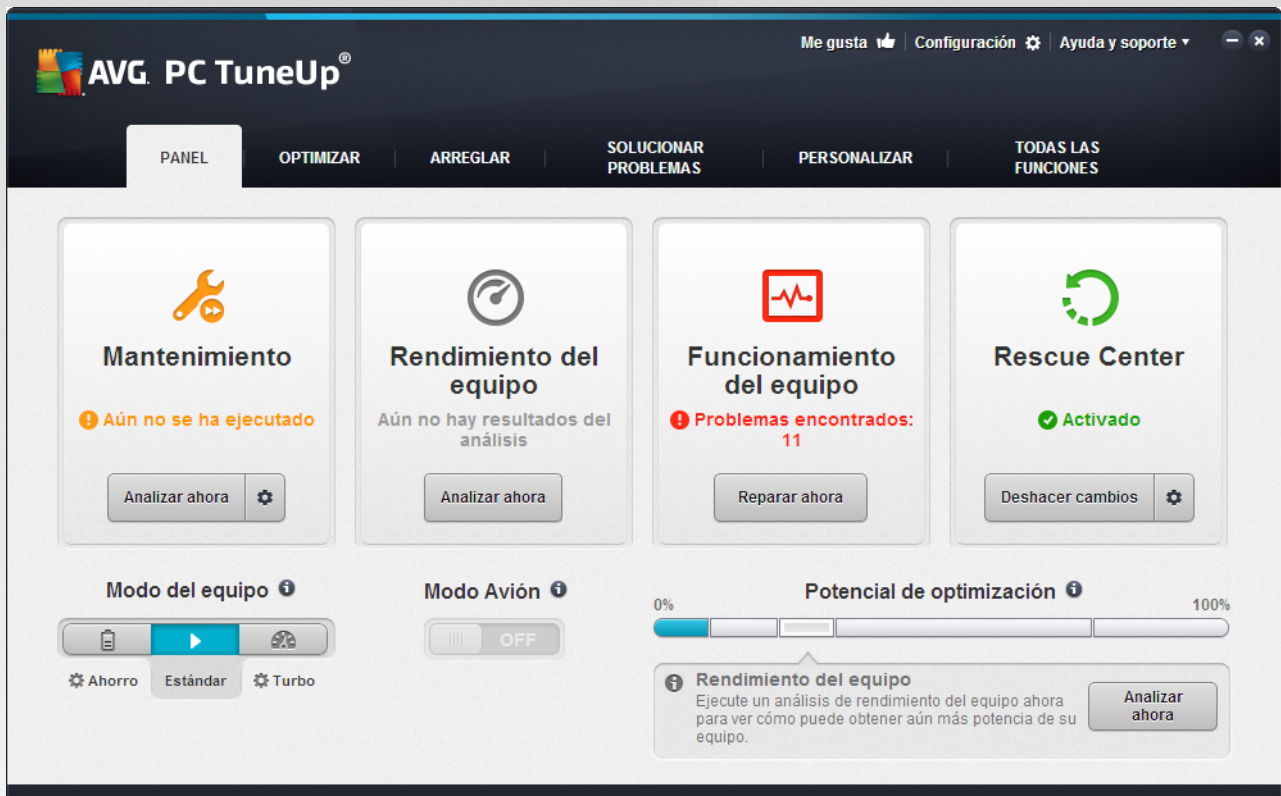 Me gusta
Configuración
Ayuda y soporte
AVG. PC TuneUp®
PANEL
OPTIMIZAR
ARREGLAR
SOLUCIONAR
PROBLEMAS
PERSONALIZAR
TODAS LAS
FUNCIONES
Mantenimiento
Aún no se ha ejecutado
Analizar ahora
Rendimiento del
equipo
Aún no hay resultados del
análisis
Analizar ahora
Funcionamiento
del equipo
Problemas encontrados:
11
Reparar ahora
Rescue Center
Activado
Deshacer cambios
Modo del equipo
Ahorro
Estándar
Turbo
Modo Avión
OFF
Potencial de optimización
0%
100%
Rendimiento del equipo
Ejecute un análisis de rendimiento del equipo ahora
para ver cómo puede obtener aún más potencia de su
equipo.
Analizar
ahora